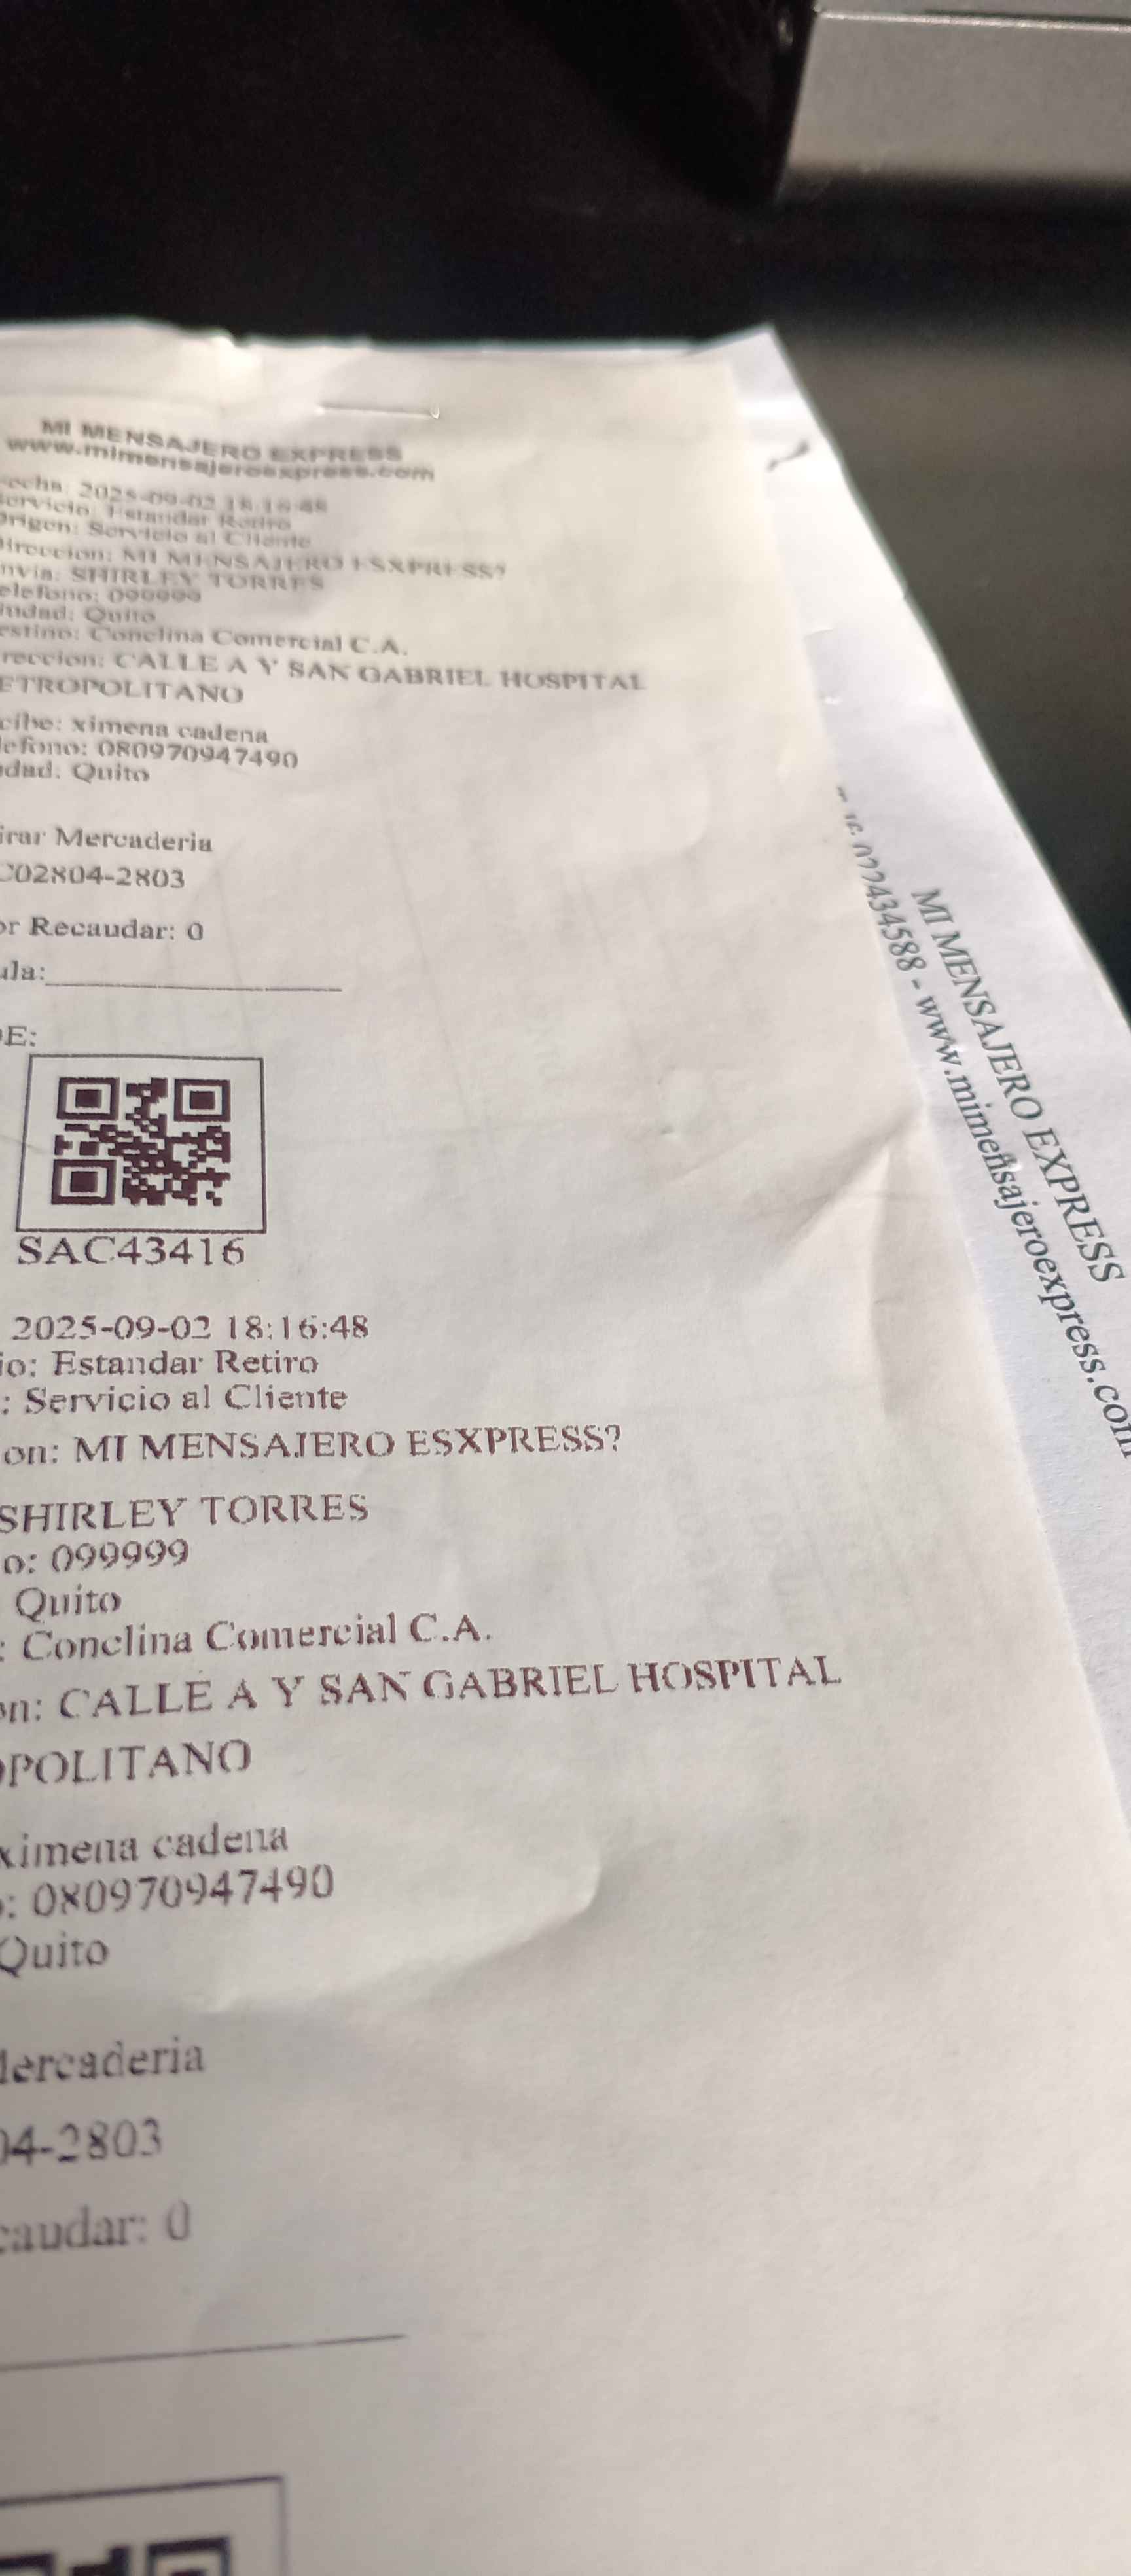 MI MENSAJERO EXPRESS
www.mimensajeroexpress.com
echa: 2025-09-02 18:16:48
ervicio: Estandar Retiro
rigen: Servicio al Cliente
ireccion: MI MENSAJERO ESXPRESS?
nvia: SHIRLEY TORRES
elefono: 099999
iudad: Quito
estino: Conclina Comercial C.A.
reccion: CALLE A Y SAN GABRIEL HOSPITAL
ETROPOLITANO
cibe: ximena cadena
lefono: 080970947490
dad: Quito
irar Mercaderia
C02804-2803
or Recaudar: 0
ula:
DE:
SAC43416
2025-09-02 18:16:48
io: Estandar Retiro
: Servicio al Cliente
on: MI MENSAJERO ESXPRESS?
SHIRLEY TORRES
o: 099999
Quito
: Conclina Comercial C.A.
on: CALLE A Y SAN GABRIEL HOSPITAL
OPOLITANO
ximena cadena
o: 080970947490
Quito
Mercaderia
04-2803
caudar: 0
MI MENSAJERO EXPRESS
022434588 - www.mimensajeroexpress.com